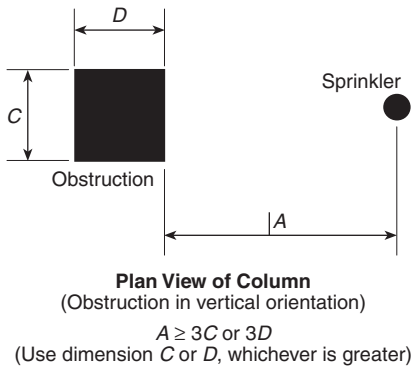 D
Sprinkler
C
Obstruction
A
Plan View of Column
(Obstruction in vertical orientation)
A ≥ 3C or 3D
(Use dimension C or D, whichever is greater)